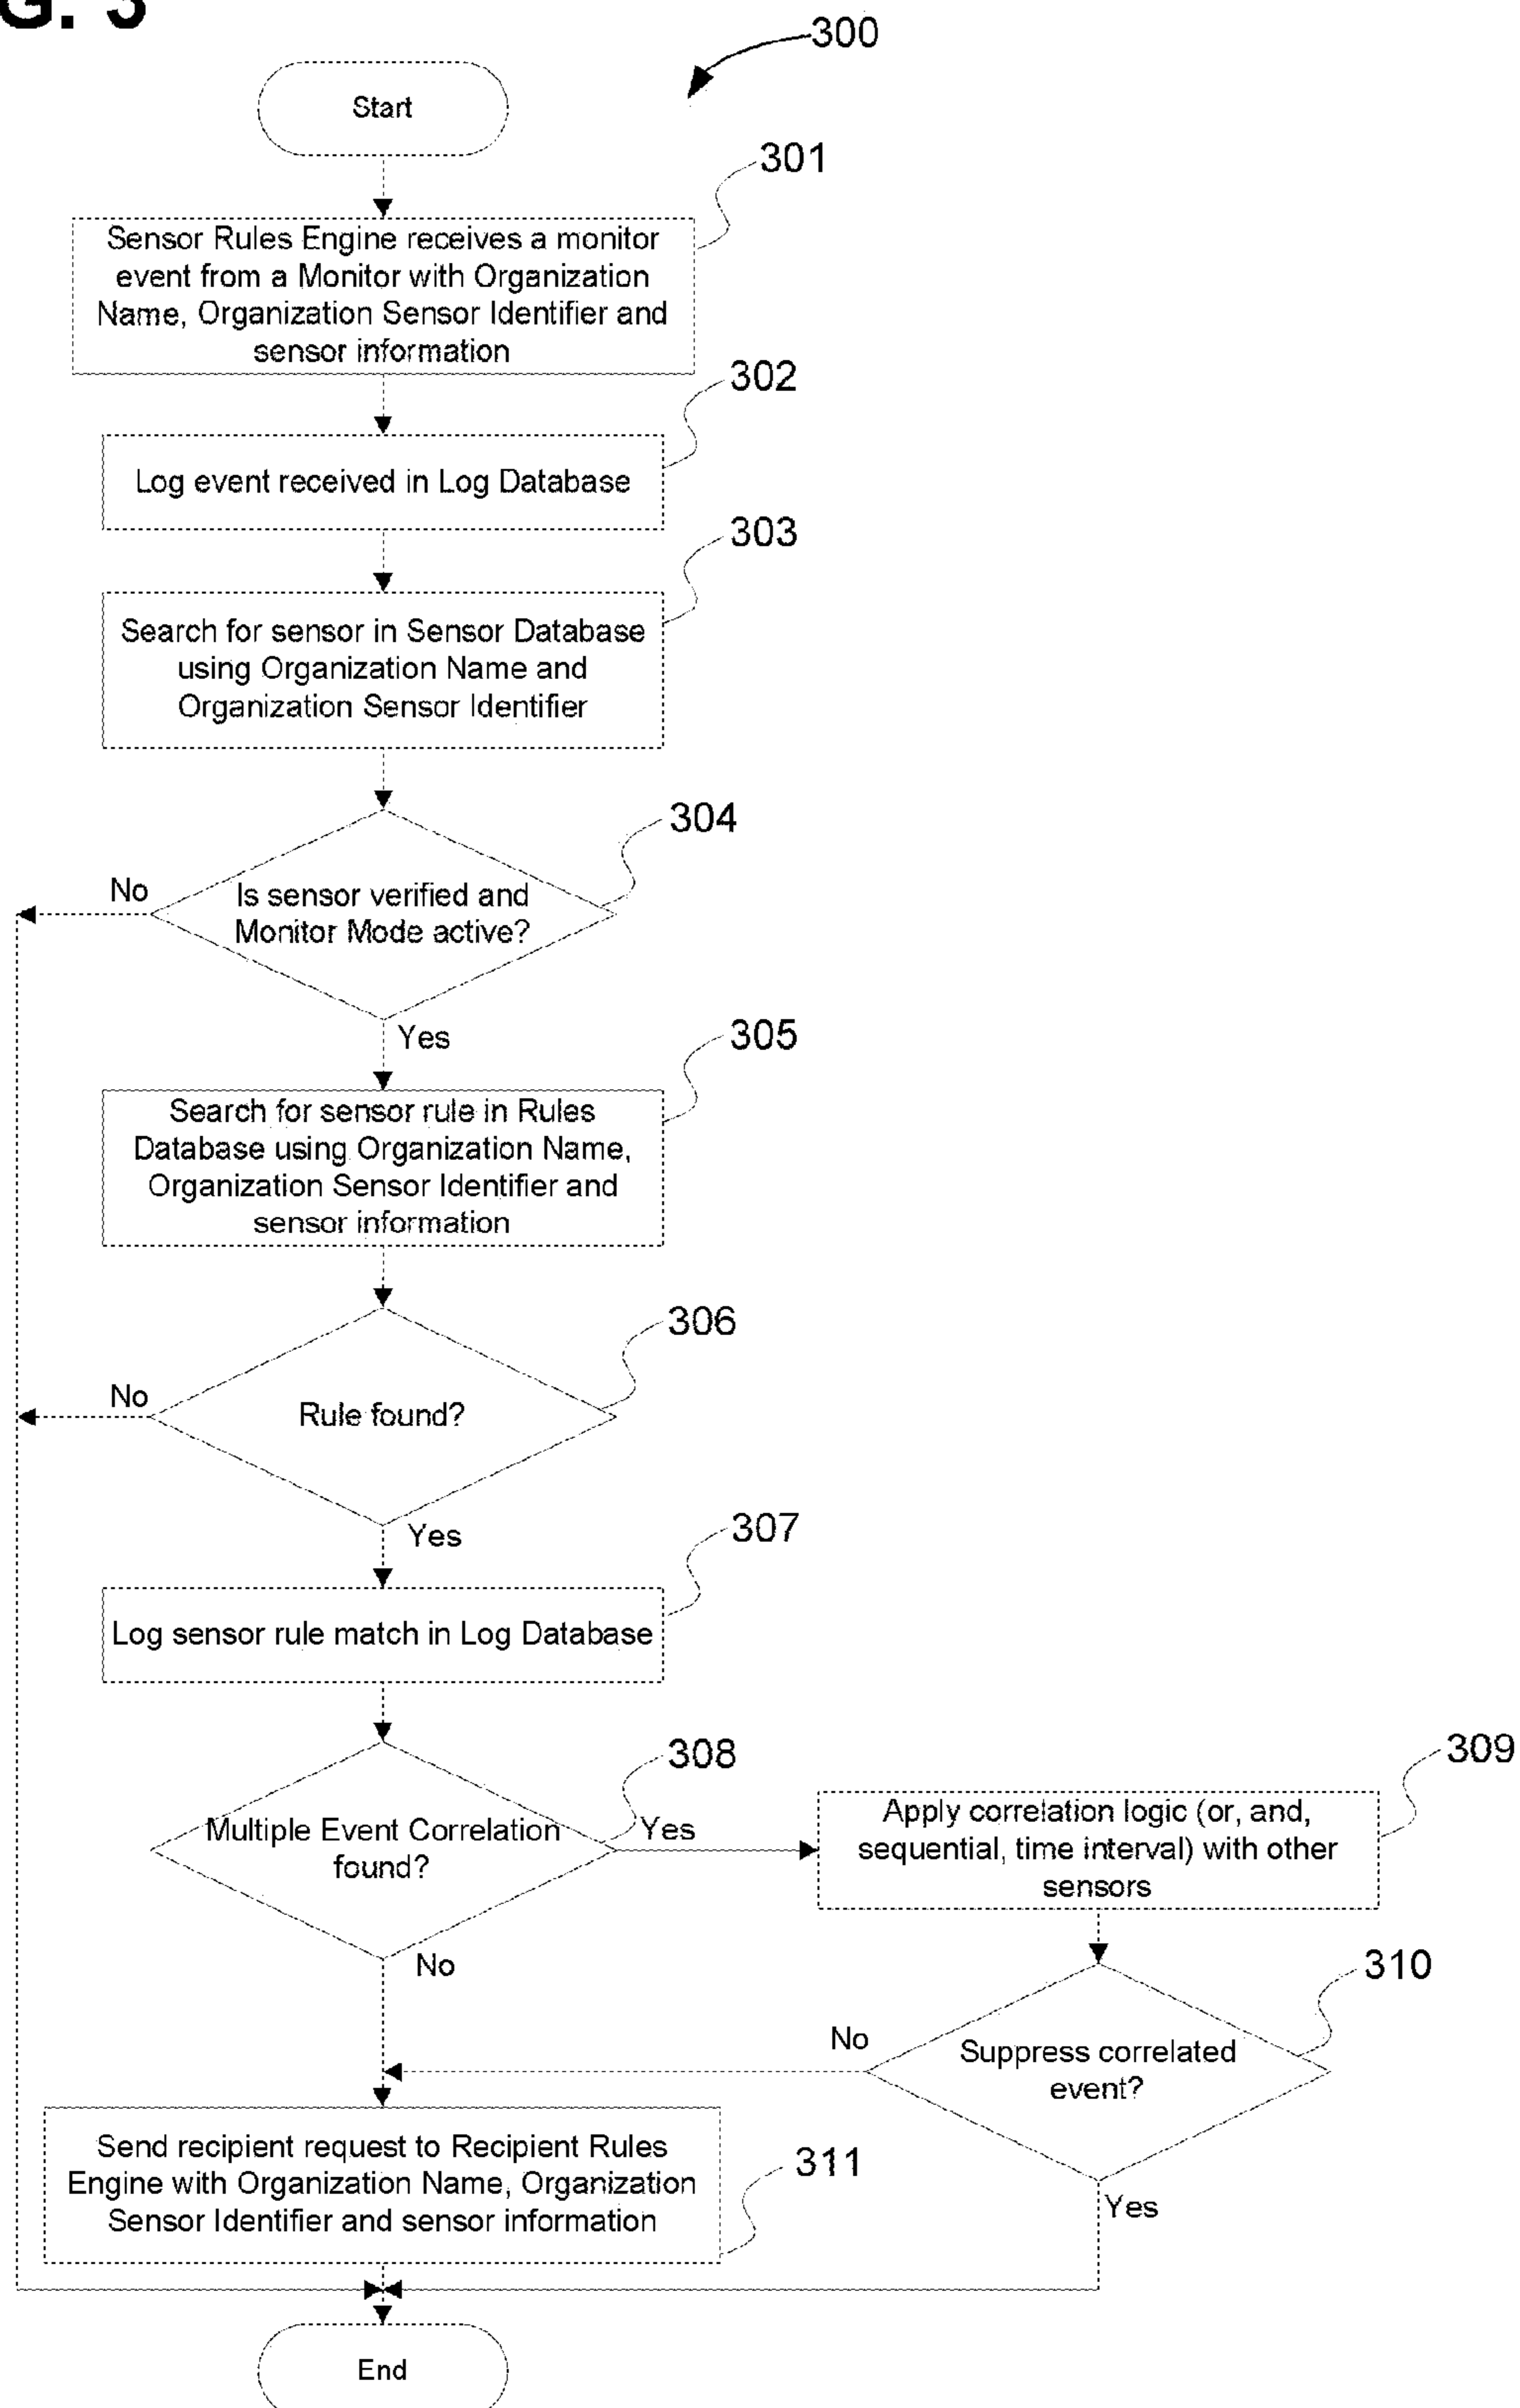 G. 3
300
Start
301
Sensor Rules Engine receives a monitor
event from a Monitor with Organization
Name, Organization Sensor Identifier and
sensor information
302
Log event received in Log Database
303
Search for sensor in Sensor Database
using Organization Name and
Organization Sensor Identifier
304
No
Is sensor verified and
Monitor Mode active?
Yes
305
Search for sensor rule in Rules
Database using Organization Name,
Organization Sensor Identifier and
sensor information
306
No
Rule found?
Yes
307
Log sensor rule match in Log Database
308
Multiple Event Correlation
found?
Yes
309
Apply correlation logic (or, and,
sequential, time interval) with other
sensors
No
310
No
Suppress correlated
event?
Yes
311
Send recipient request to Recipient Rules
Engine with Organization Name, Organization
Sensor Identifier and sensor information
End